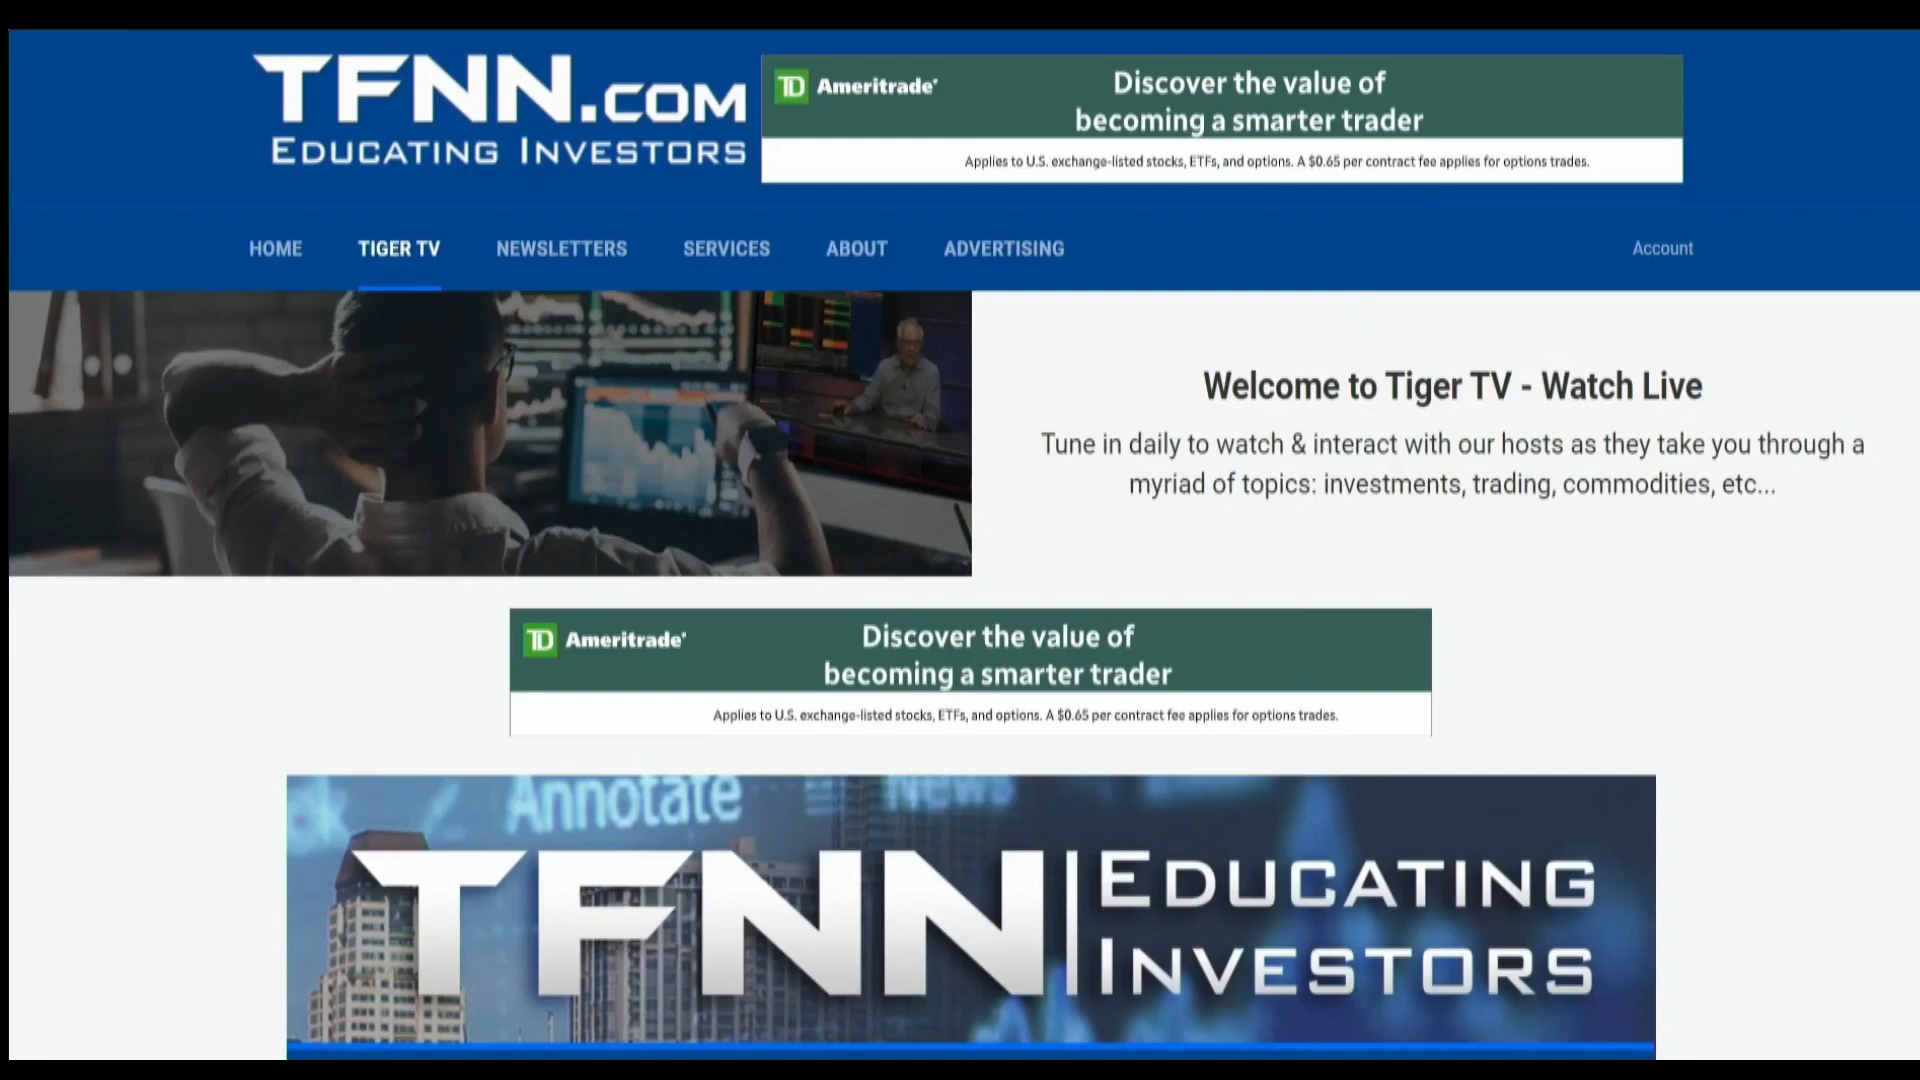 TFNN.COM
EDUCATING INVESTORS
TD Ameritrade®
Discover the value of
becoming a smarter trader
Applies to U.S. exchange-listed stocks, ETFs, and options. A $0.65 per contract fee applies for options trades.
HOME TIGER TV NEWSLETTERS SERVICES ABOUT ADVERTISING Account
Welcome to Tiger TV - Watch Live
Tune in daily to watch & interact with our hosts as they take you through a
myriad of topics: investments, trading, commodities, etc...
TD Ameritrade®
Discover the value of
becoming a smarter trader
Applies to U.S. exchange-listed stocks, ETFs, and options. A $0.65 per contract fee applies for options trades.
Annotate News
TFNN EDUCATING
INVESTORS